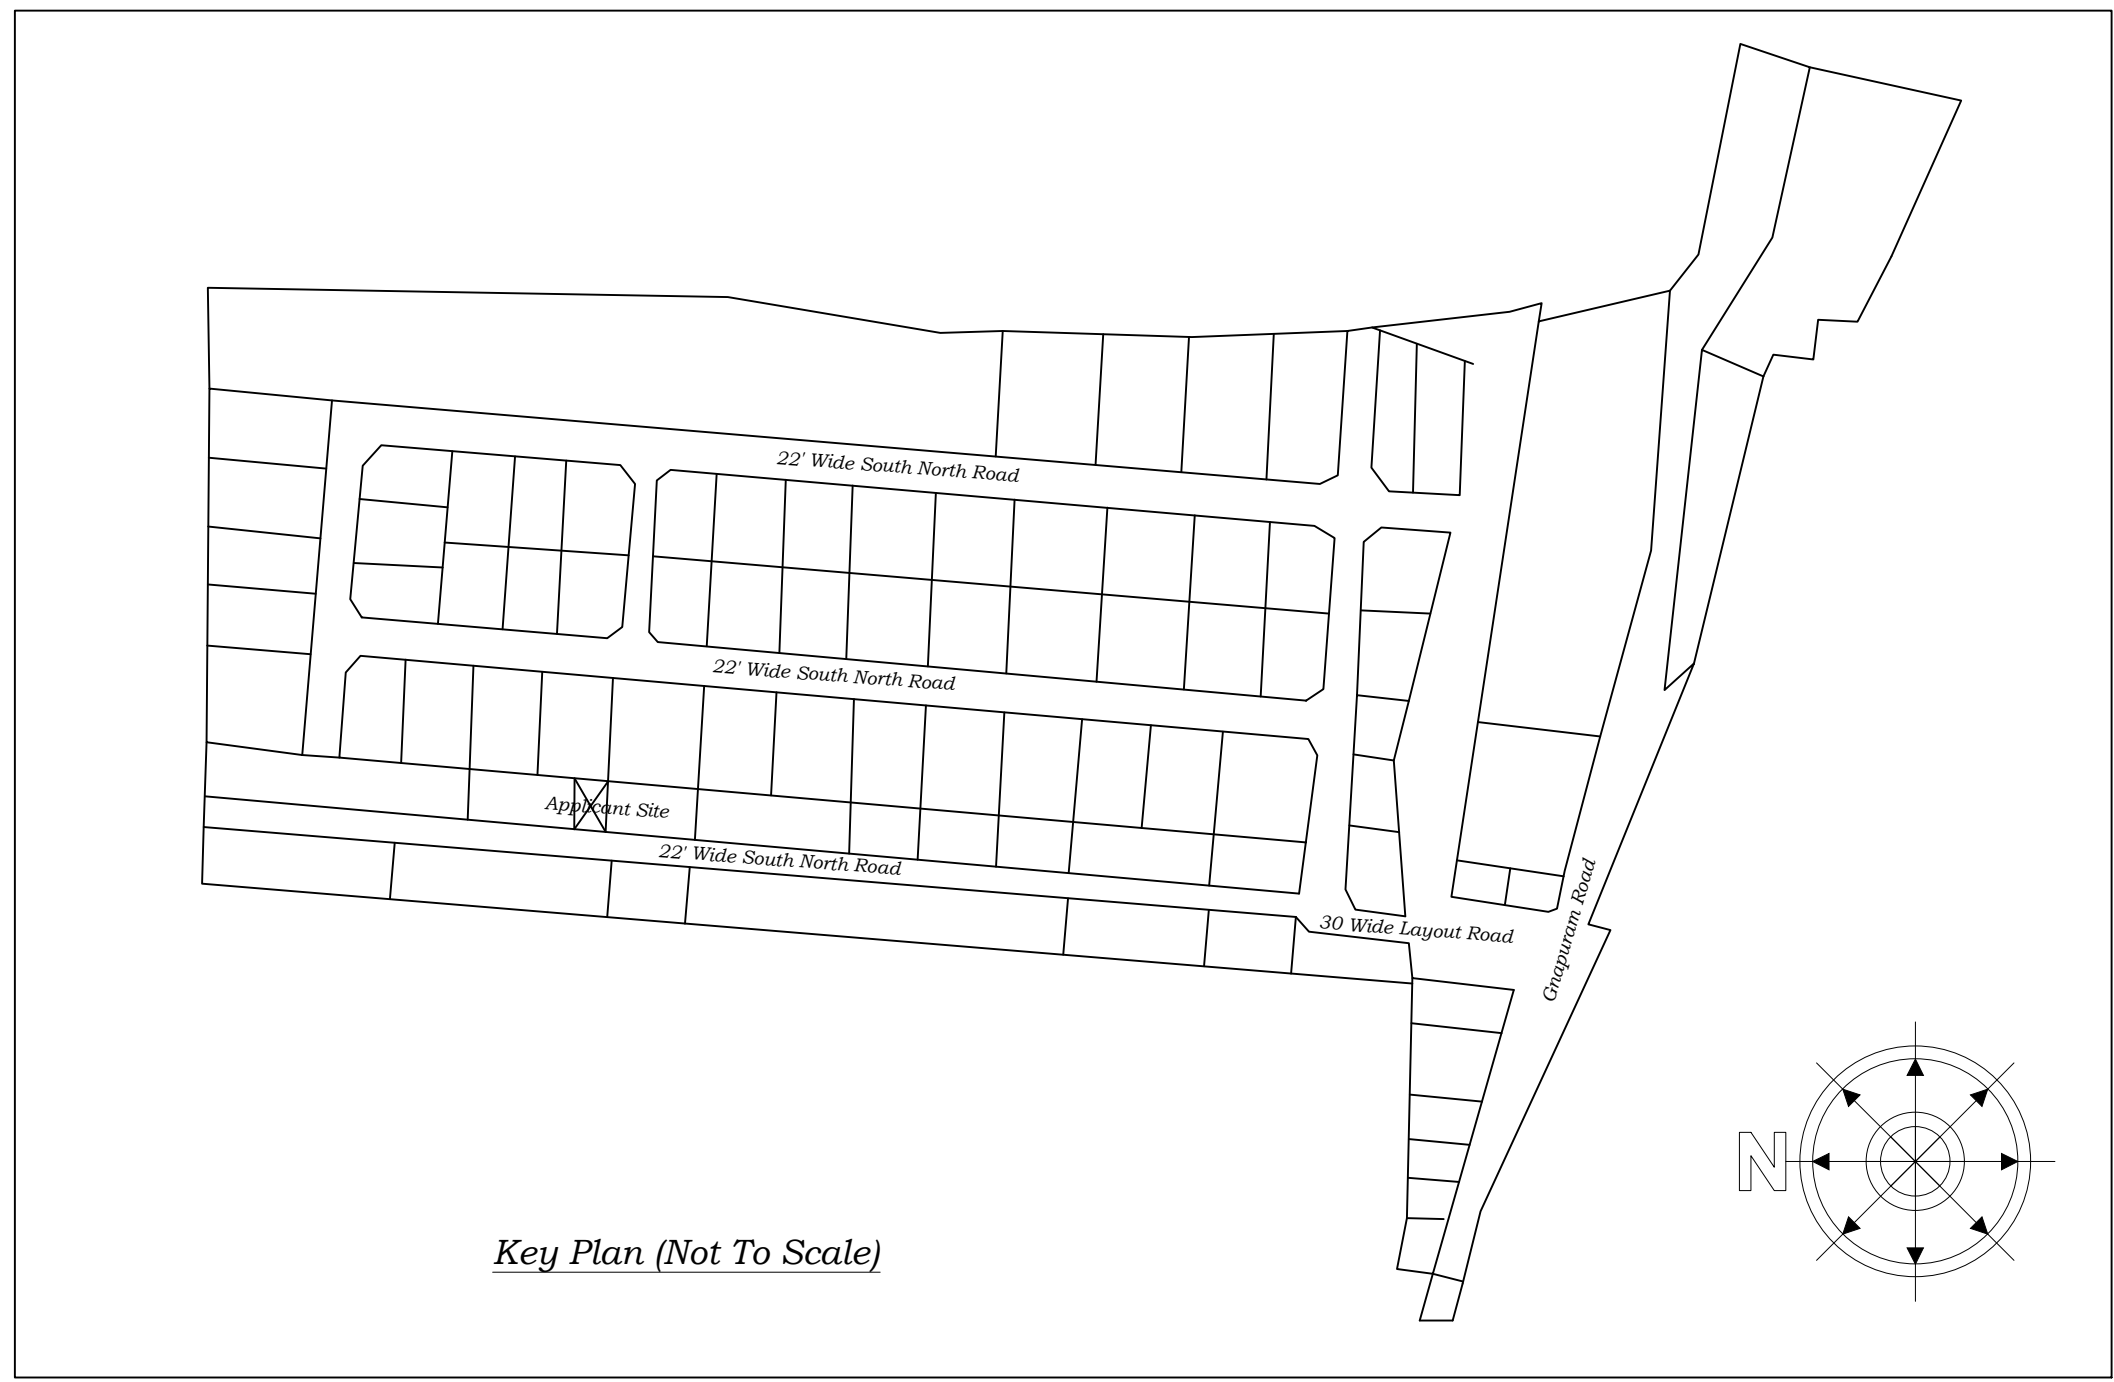 22' Wide South North Road
22' Wide South North Road
Applicant Site
22' Wide South North Road
30 Wide Layout Road
Gnapuram Road
N
Key Plan (Not To Scale)